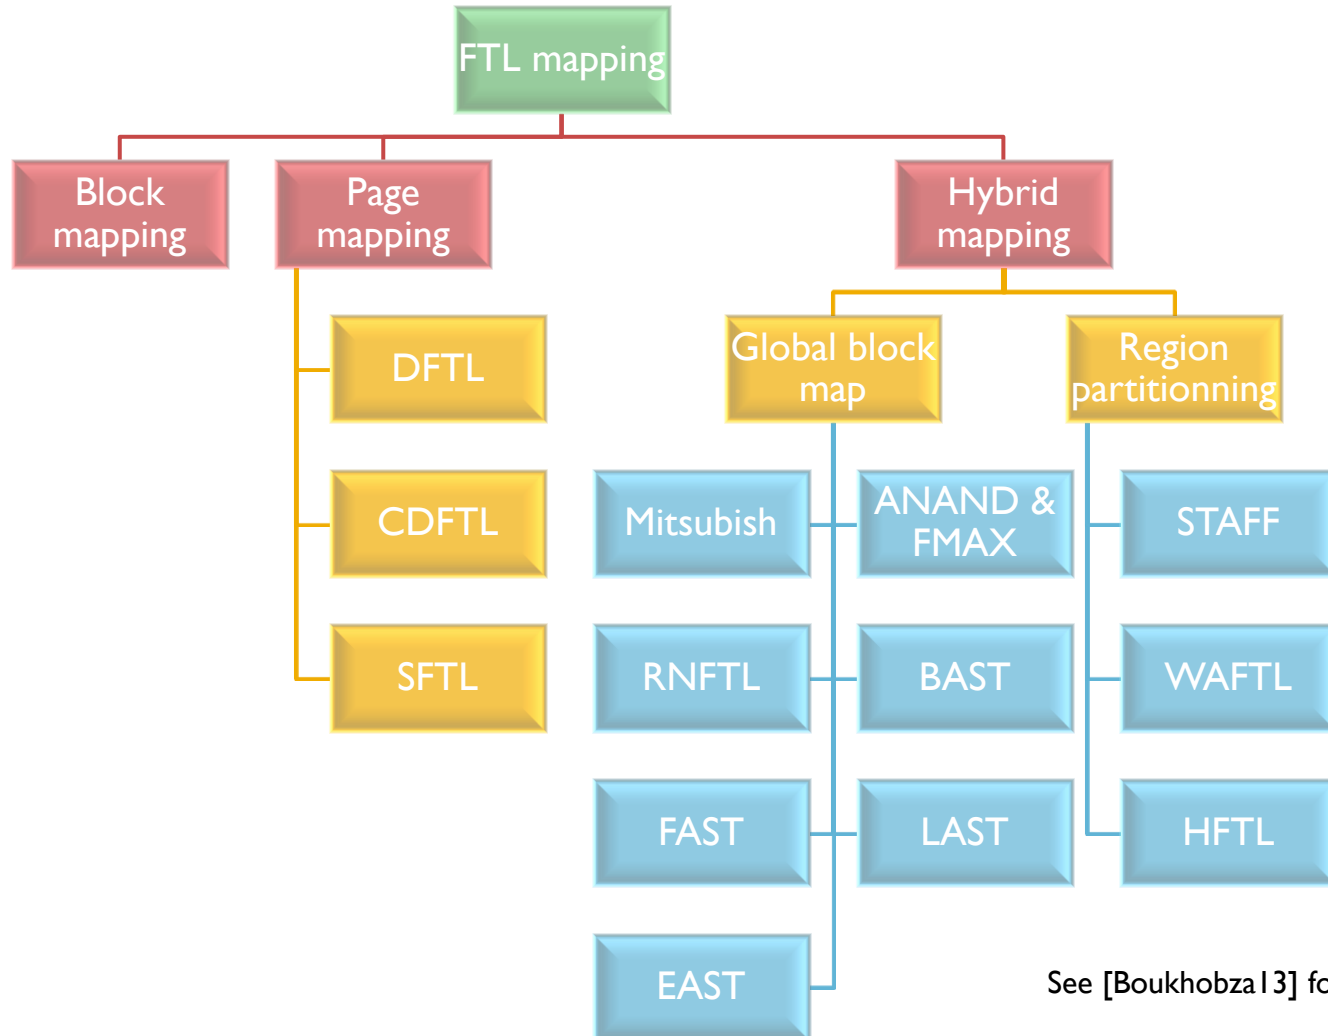 FTL mapping
Block
mapping
Page
mapping
Hybrid
mapping
DFTL
CDFTL
SFTL
Global block
map
Region
partitionning
Mitsubish
ANAND &
FMAX
STAFF
RNFTL
BAST
WAFTL
FAST
LAST
HFTL
EAST
See [Boukhobza13] fo